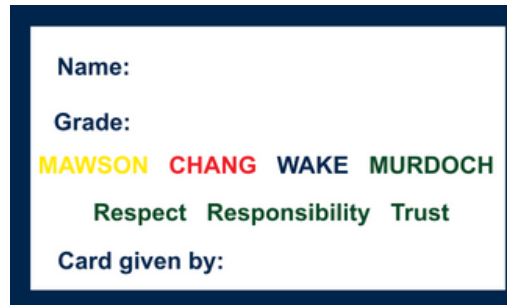 Name:
Grade:
MAWSON CHANG WAKE MURDOCH
Respect Responsibility Trust
Card given by: